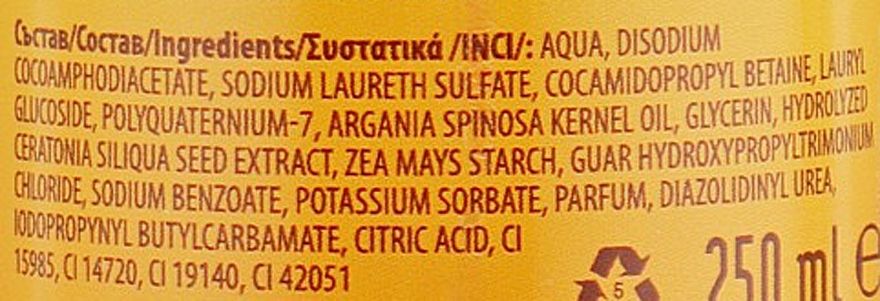 Състав/Состав/Ingredients/Συστατικά /INCI/: AQUA, DISODIUM
COCOAMPHODIACETATE, SODIUM LAURETH SULFATE, COCAMIDOPROPYL BETAINE, LAURYL
GLUCOSIDE, POLYQUATERNIUM-7, ARGANIA SPINOSA KERNEL OIL, GLYCERIN, HYDROLYZED
CERATONIA SILIQUA SEED EXTRACT, ZEA MAYS STARCH, GUAR HYDROXYPROPYLTRIMONIUM
CHLORIDE, SODIUM BENZOATE, POTASSIUM SORBATE, PARFUM, DIAZOLIDINYL UREA,
IODOPROPYNYL BUTYLCARBAMATE, CITRIC ACID, CI
15985, CI 14720, CI 19140, CI 42051
5
250 ml e